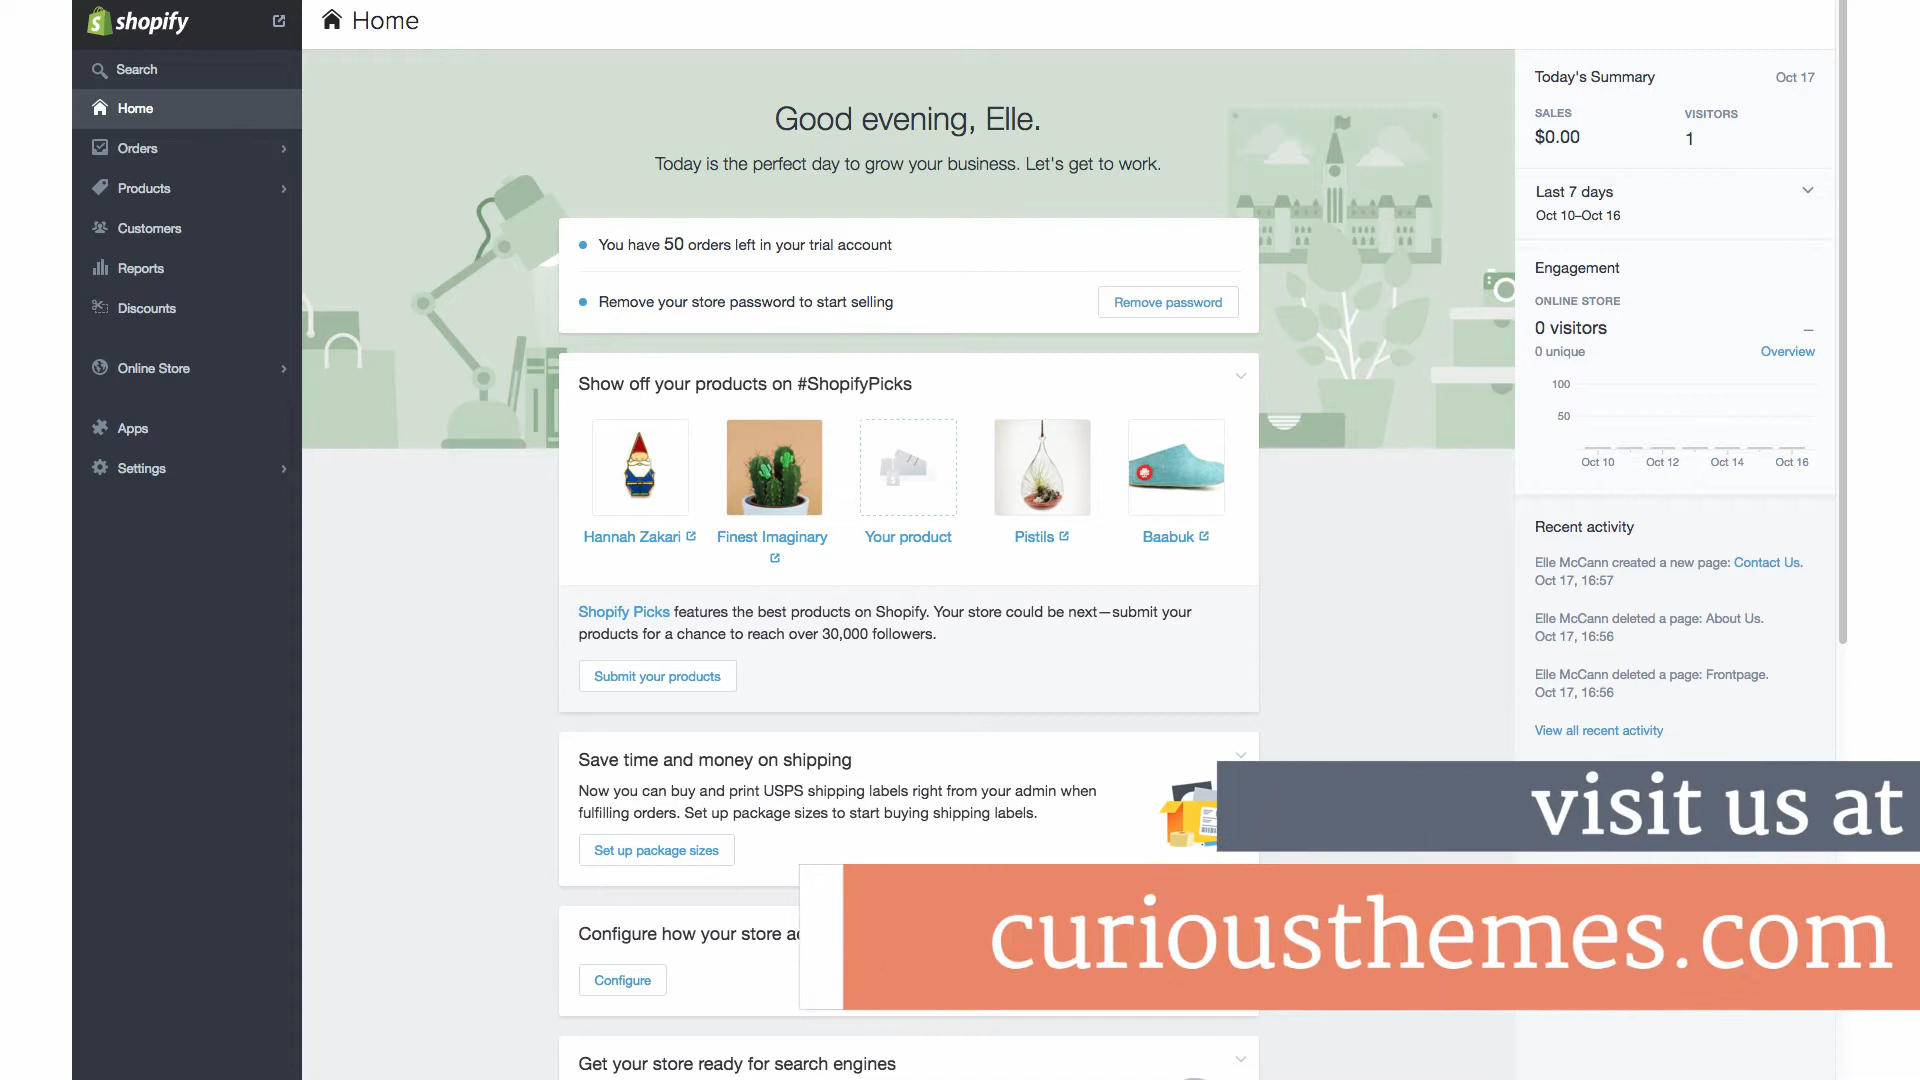 shopify
Search
Home
Orders
Products
Customers
Reports
Discounts
Online Store
Apps
Settings
Home
Good evening, Elle.
Today is the perfect day to grow your business. Let's get to work.
You have 50 orders left in your trial account
Remove your store password to start selling
Remove password
Show off your products on #ShopifyPicks
Hannah Zakari
Finest Imaginary
Your product
Pistils
Baabuk
Shopify Picks features the best products on Shopify. Your store could be next—submit your
products for a chance to reach over 30,000 followers.
Submit your products
Save time and money on shipping
Now you can buy and print USPS shipping labels right from your admin when
fulfilling orders. Set up package sizes to start buying shipping labels.
Set up package sizes
Configure how your store ac
Configure
Get your store ready for search engines
Today's Summary
Oct 17
SALES
VISITORS
$0.00
1
Last 7 days
Oct 10–Oct 16
Engagement
ONLINE STORE
0 visitors
–
0 unique
Overview
100
50
Oct 10
Oct 12
Oct 14
Oct 16
Recent activity
Elle McCann created a new page: Contact Us.
Oct 17, 16:57
Elle McCann deleted a page: About Us.
Oct 17, 16:56
Elle McCann deleted a page: Frontpage.
Oct 17, 16:56
View all recent activity
visit us at
curiousthemes.com